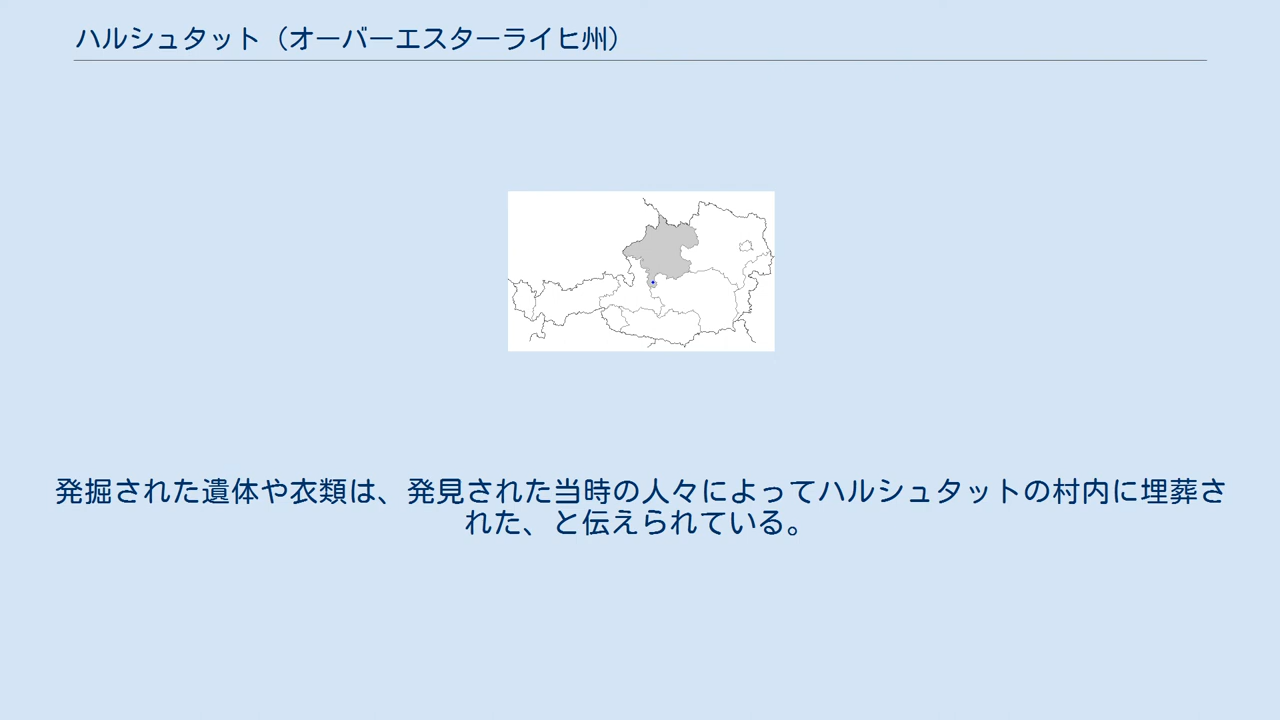 ハルシュタット（オーバーエスターライヒ州）
発掘された遺体や衣類は、発見された当時の人々によってハルシュタットの村内に埋葬さ
れた、と伝えられている。